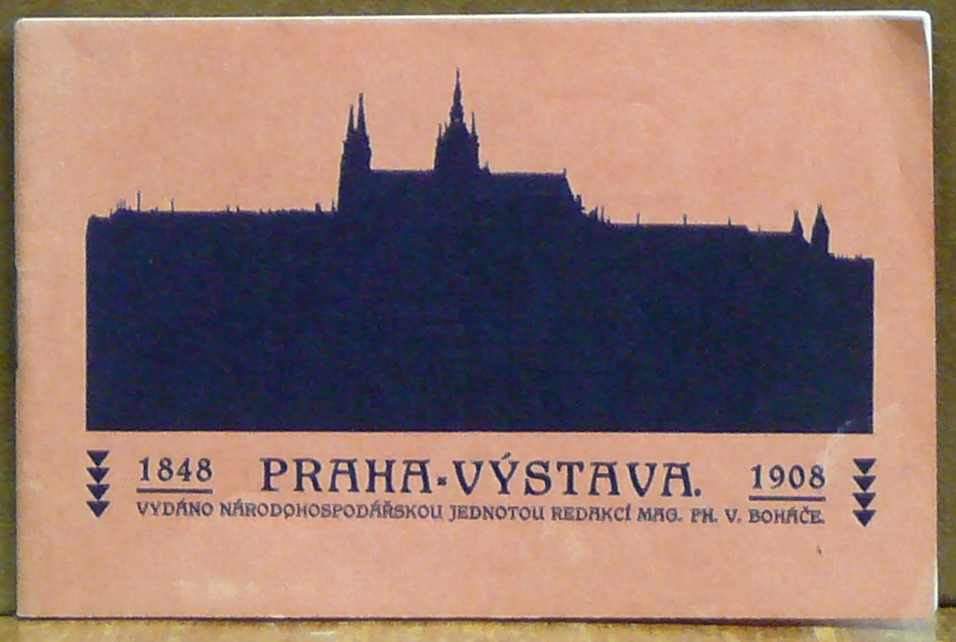 1848 PRAHA-VÝSTAVA. 1908
VYDÁNO NÁRODOHOSPODÁŘSKOU JEDNOTOU REDAKCÍ MAG. PH. V. BOHÁČE.